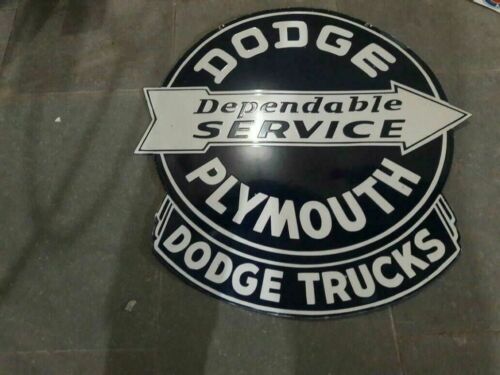 DODGE
Dependable
SERVICE
PLYMOUTH
DODGE TRUCKS